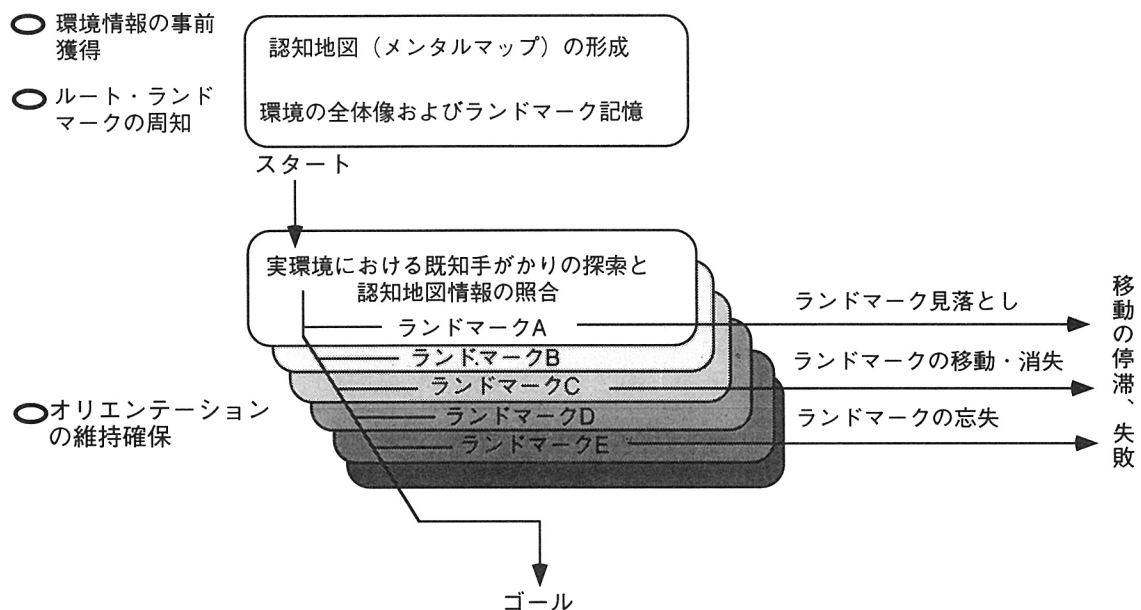 環境情報の事前
獲得
ルート・ランド
マークの周知
認知地図（メンタルマップ）の形成
環境の全体像およびランドマーク記憶
スタート
実環境における既知手がかりの探索と
認知地図情報の照合
ランドマークA
ランドマークB
ランドマークC
ランドマークD
ランドマークE
オリエンテーション
の維持確保
ランドマーク見落とし
ランドマークの移動・消失
ランドマークの忘失
移動の停滞、失敗
ゴール